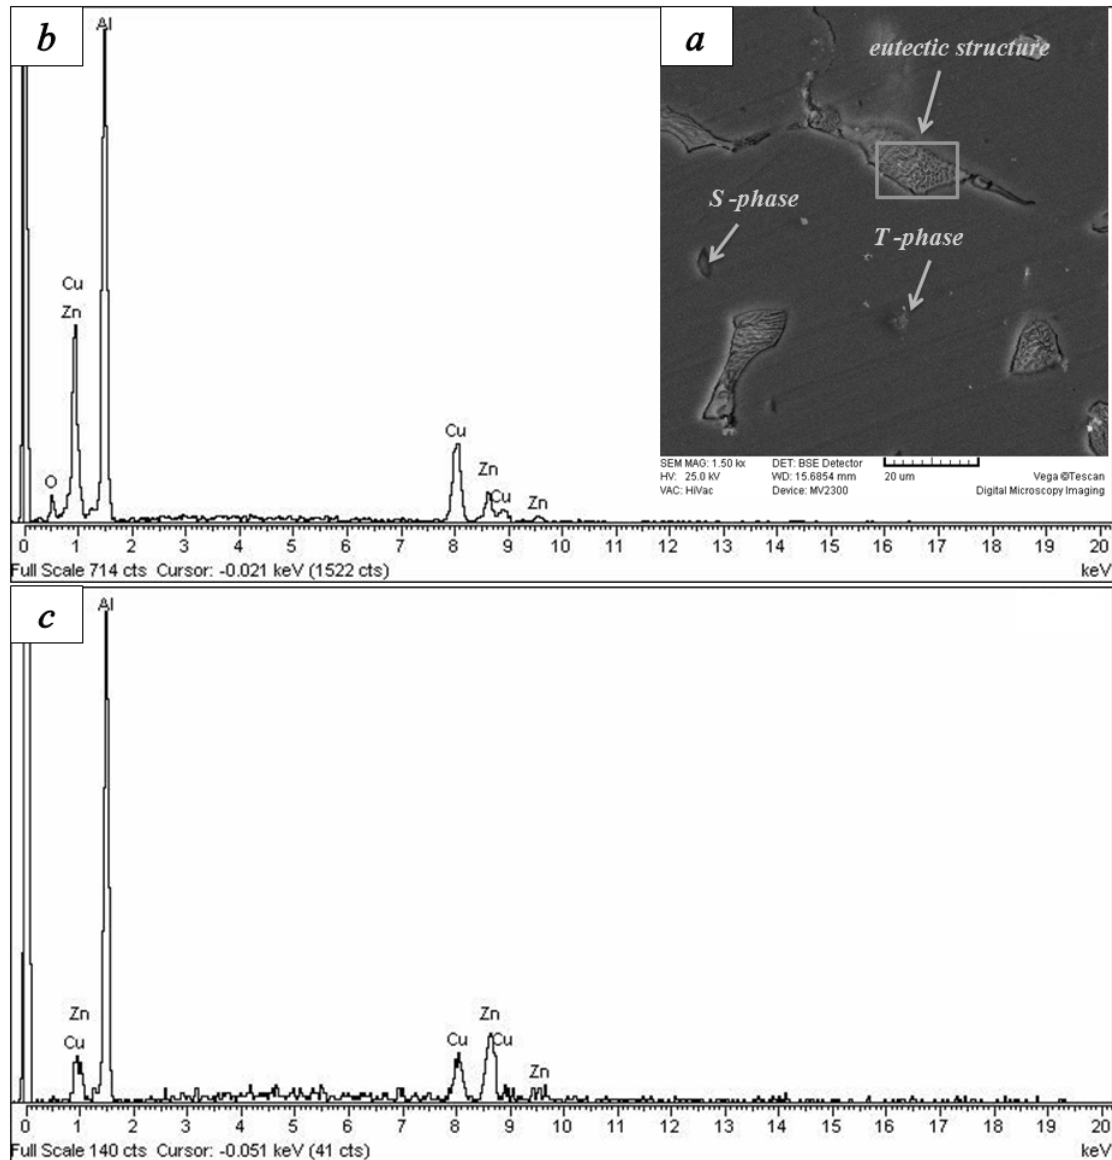 b
Al
Cu
Zn
O
Cu
Zn
Cu
Zn
0 1 2 3 4 5 6 7 8 9 10 11 12 13 14 15 16 17 18 19 20
Full Scale 714 cts Cursor: -0.021 keV (1522 cts)
keV
a
eutectic structure
S -phase
T -phase
SEM MAG: 1.50 kx DET: BSE Detector
HV: 25.0 kV WD: 15.6854 mm 20 um Vega ©Tescan
VAC: HiVac Device: MV2300 Digital Microscopy Imaging
c
Al
Zn
Cu
Zn
Cu
Cu
Zn
0 1 2 3 4 5 6 7 8 9 10 11 12 13 14 15 16 17 18 19 20
Full Scale 140 cts Cursor: -0.051 keV (41 cts)
keV